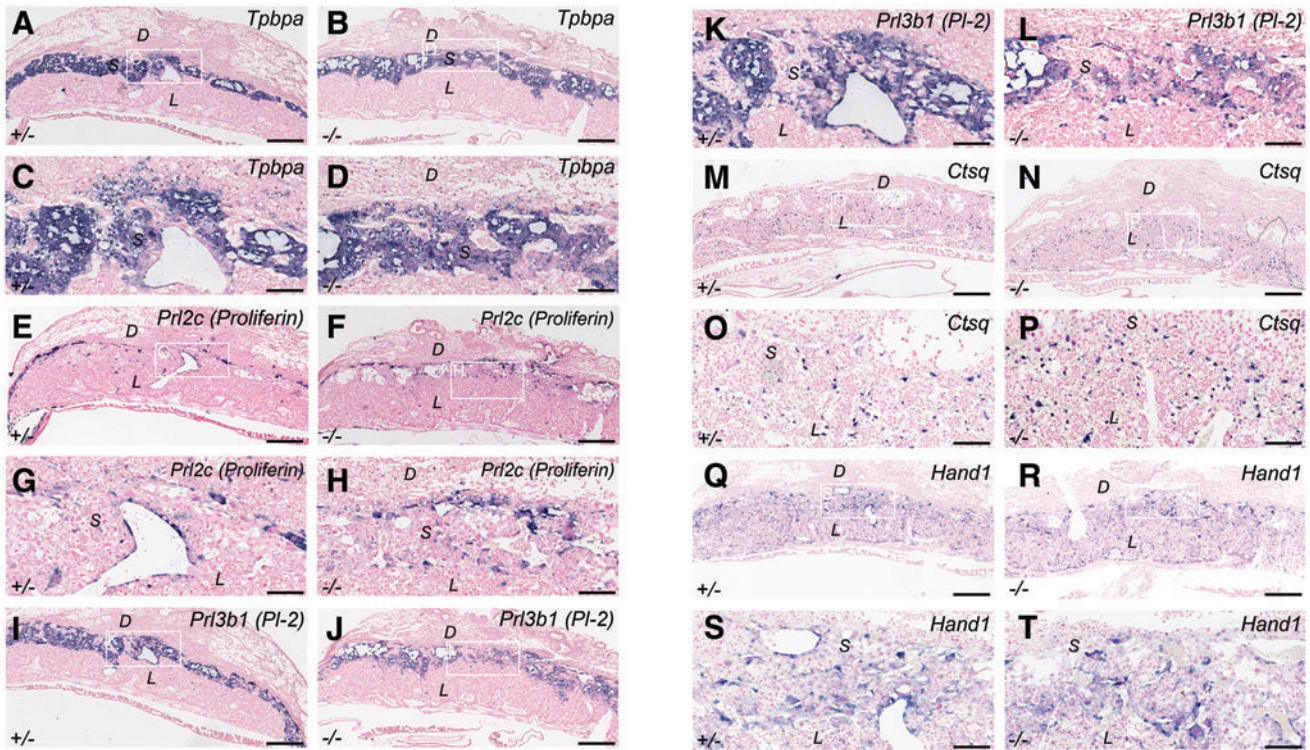 A Tpbpa D C S L +/-
B Tpbpa D D S L -/-
C Tpbpa S +/-
D Tpbpa D S -/-
E Prl2c (Proliferin) D G L +/-
F Prl2c (Proliferin) D H L -/-
G Prl2c (Proliferin) S L +/-
H Prl2c (Proliferin) D S L -/-
I Prl3b1 (Pl-2) D L +/-
J Prl3b1 (Pl-2) D L -/-
K Prl3b1 (Pl-2) S L +/-
L Prl3b1 (Pl-2) S L -/-
M Ctsq D O L +/-
N Ctsq D L -/-
O Ctsq S L +/-
P Ctsq S L -/-
Q Hand1 D L +/-
R Hand1 D L -/-
S Hand1 S L +/-
T Hand1 S L -/-